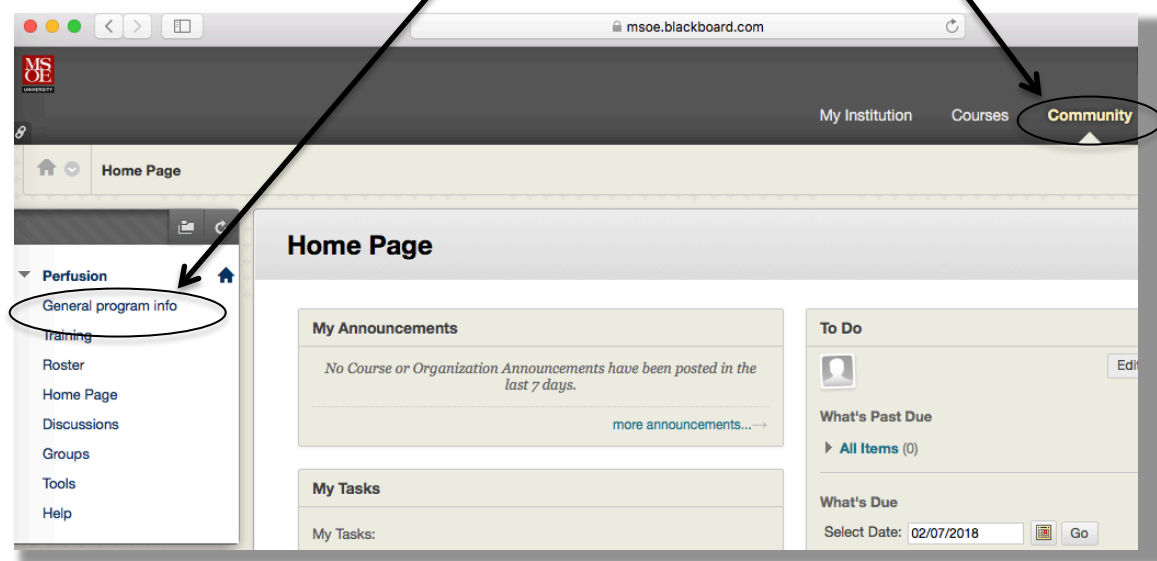 msoe.blackboard.com
MS
OE
UNIVERSITY
My Institution
Courses
Community
Home Page
Home Page
Perfusion
General program info
Training
Roster
Home Page
Discussions
Groups
Tools
Help
My Announcements
No Course or Organization Announcements have been posted in the
last 7 days.
more announcements...→
My Tasks
My Tasks:
To Do
Edi
What's Past Due
All Items (0)
What's Due
Select Date: 02/07/2018 Go